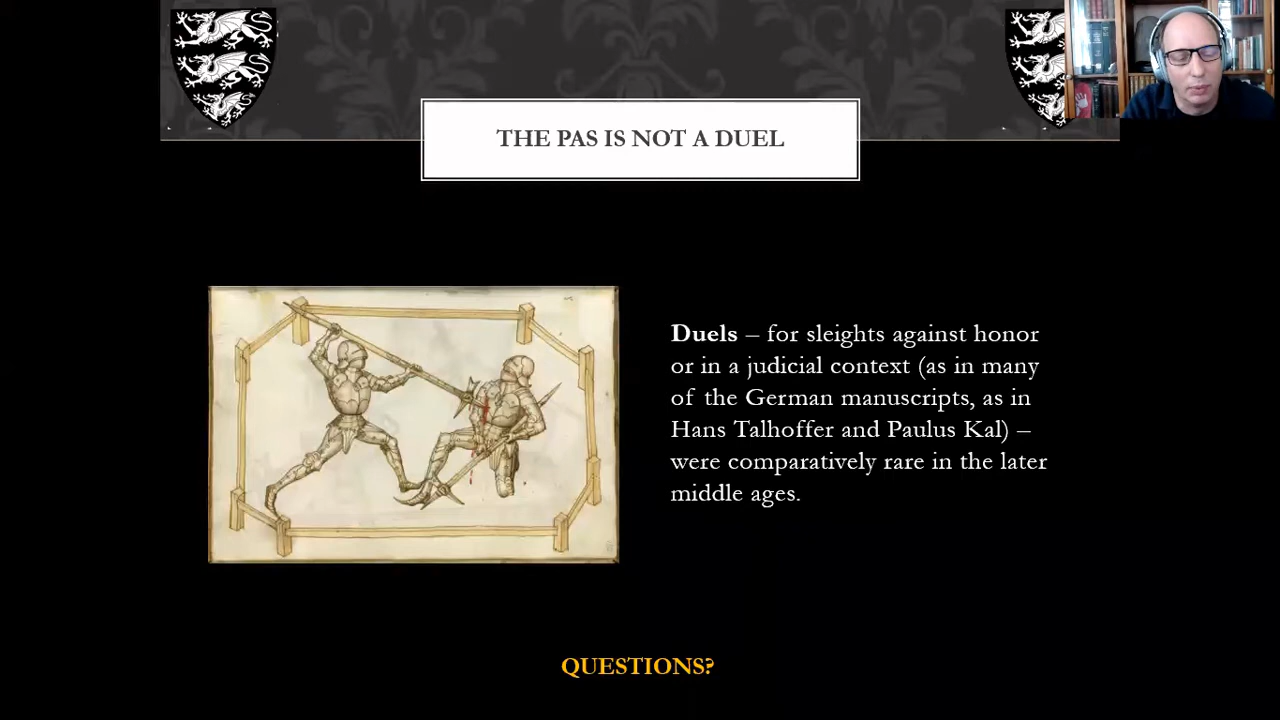 THE PAS IS NOT A DUEL
Duels – for sleights against honor
or in a judicial context (as in many
of the German manuscripts, as in
Hans Talhoffer and Paulus Kal) –
were comparatively rare in the later
middle ages.
QUESTIONS?